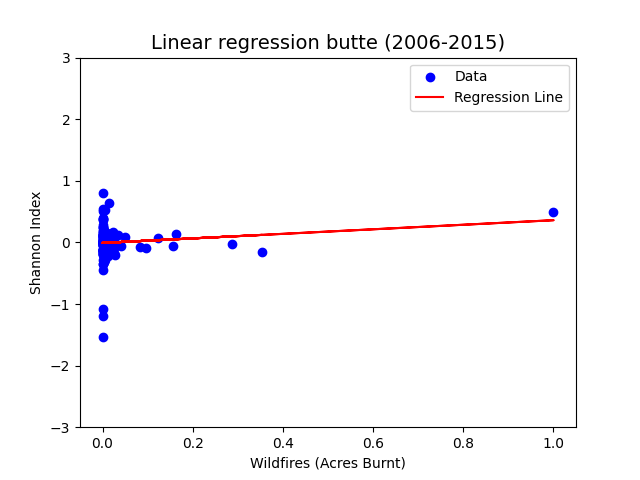 Linear regression butte (2006-2015)
Data
Regression Line
3
2
1
0
−1
−2
−3
Shannon Index
0.0 0.2 0.4 0.6 0.8 1.0
Wildfires (Acres Burnt)